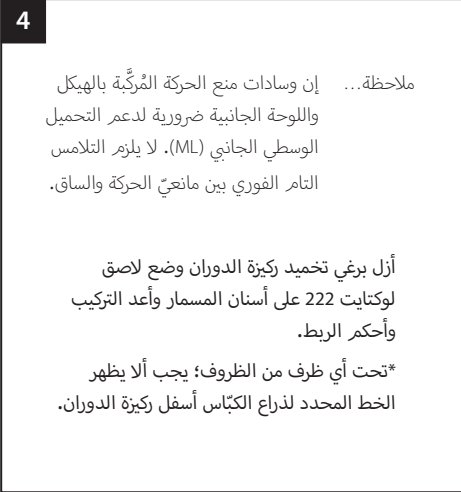 4
ملاحظة... إن وسادات منع الحركة المُركَّبة بالهيكل
واللوحة الجانبية ضرورية لدعم التحميل
الوسطي الجانبي (ML). لا يلزم التلامس
التام الفوري بين مانعيّ الحركة والساق.
أزل برغي تخميد ركيزة الدوران وضع لاصق
لوكتايت 222 على أسنان المسمار وأعد التركيب
وأحكم الربط.
*تحت أي ظرف من الظروف؛ يجب ألا يظهر
الخط المحدد لذراع الكبّاس أسفل ركيزة الدوران.